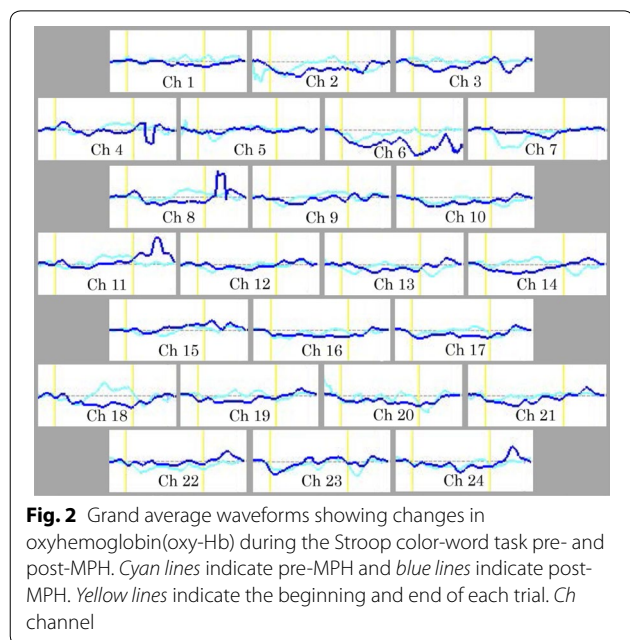 Ch 1 Ch 2 Ch 3
Ch 4 Ch 5 Ch 6 Ch 7
Ch 8 Ch 9 Ch 10
Ch 11 Ch 12 Ch 13 Ch 14
Ch 15 Ch 16 Ch 17
Ch 18 Ch 19 Ch 20 Ch 21
Ch 22 Ch 23 Ch 24
Fig. 2 Grand average waveforms showing changes in
oxyhemoglobin(oxy-Hb) during the Stroop color-word task pre- and
post-MPH. Cyan lines indicate pre-MPH and blue lines indicate post-
MPH. Yellow lines indicate the beginning and end of each trial. Ch
channel